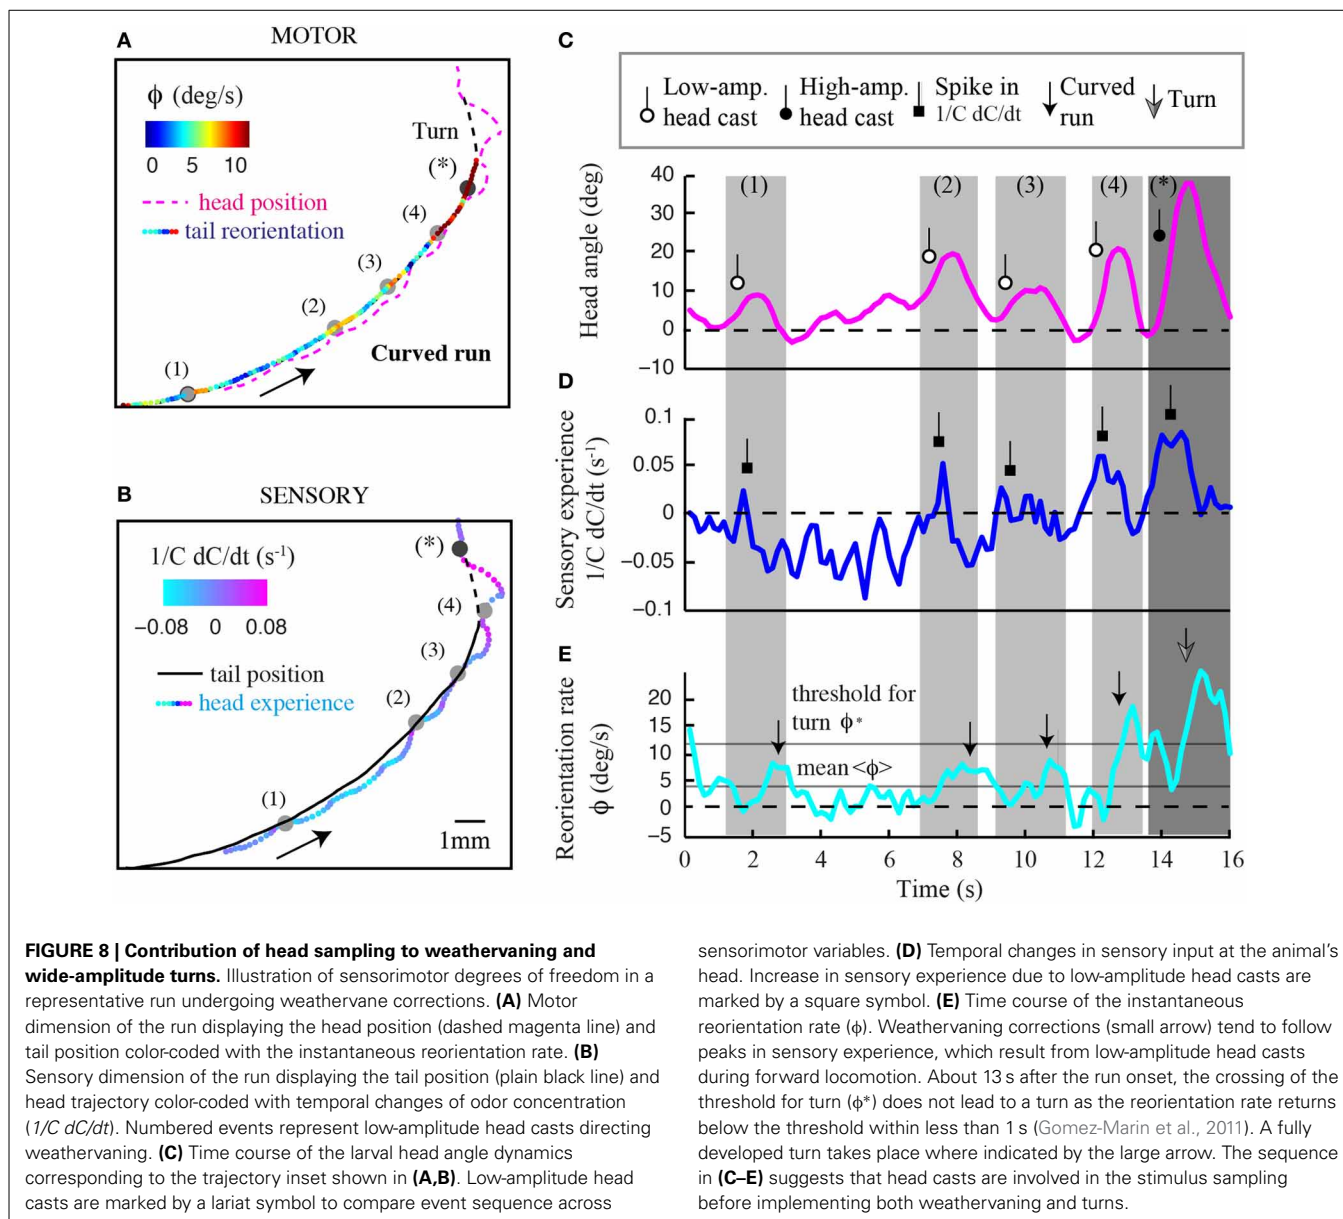 A
MOTOR
ϕ (deg/s)
0 5 10
head position
tail reorientation
Turn
(*)
(4)
(3)
(2)
(1)
Curved run
B
SENSORY
1/C dC/dt (s⁻¹)
−0.08 0 0.08
tail position
head experience
(*)
(4)
(3)
(2)
(1)
1mm
C
Low-amp. head cast
High-amp. head cast
Spike in 1/C dC/dt
Curved run
Turn
Head angle (deg)
40
30
20
10
0
−10
(1) (2) (3) (4) (*)
D
Sensory experience
1/C dC/dt (s⁻¹)
0.1
0.05
0
−0.05
−0.1
E
Reorientation rate
ϕ (deg/s)
20
15
10
5
0
−5
threshold for
turn ϕ*
mean <ϕ>
0 2 4 6 8 10 12 14 16
Time (s)
FIGURE 8 | Contribution of head sampling to weathervaning and
wide-amplitude turns. Illustration of sensorimotor degrees of freedom in a
representative run undergoing weathervane corrections. (A) Motor
dimension of the run displaying the head position (dashed magenta line) and
tail position color-coded with the instantaneous reorientation rate. (B)
Sensory dimension of the run displaying the tail position (plain black line) and
head trajectory color-coded with temporal changes of odor concentration
(1/C dC/dt). Numbered events represent low-amplitude head casts directing
weathervaning. (C) Time course of the larval head angle dynamics
corresponding to the trajectory inset shown in (A,B). Low-amplitude head
casts are marked by a lariat symbol to compare event sequence across
sensorimotor variables. (D) Temporal changes in sensory input at the animal's
head. Increase in sensory experience due to low-amplitude head casts are
marked by a square symbol. (E) Time course of the instantaneous
reorientation rate (ϕ). Weathervaning corrections (small arrow) tend to follow
peaks in sensory experience, which result from low-amplitude head casts
during forward locomotion. About 13 s after the run onset, the crossing of the
threshold for turn (ϕ*) does not lead to a turn as the reorientation rate returns
below the threshold within less than 1 s (Gomez-Marin et al., 2011). A fully
developed turn takes place where indicated by the large arrow. The sequence
in (C–E) suggests that head casts are involved in the stimulus sampling
before implementing both weathervaning and turns.